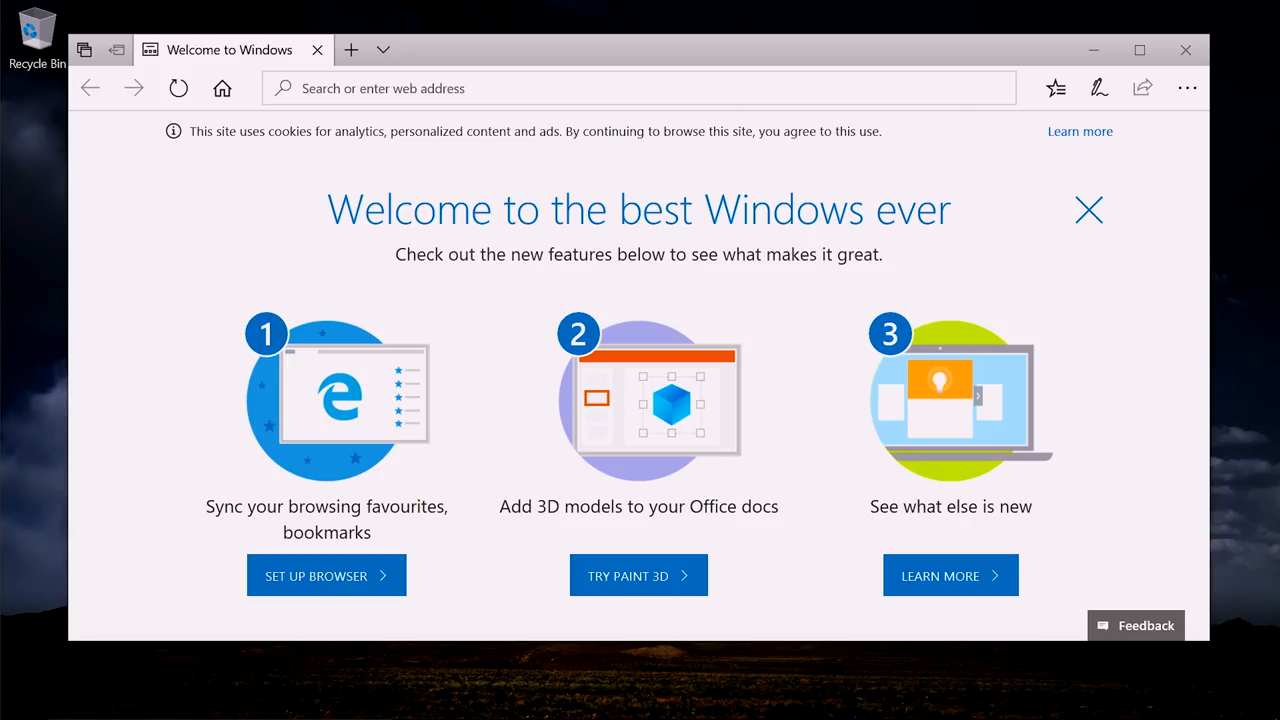 Recycle Bin
Welcome to Windows
Search or enter web address
This site uses cookies for analytics, personalized content and ads. By continuing to browse this site, you agree to this use.
Learn more
Welcome to the best Windows ever
Check out the new features below to see what makes it great.
1
2
3
Sync your browsing favourites,
bookmarks
Add 3D models to your Office docs
See what else is new
SET UP BROWSER
TRY PAINT 3D
LEARN MORE
Feedback